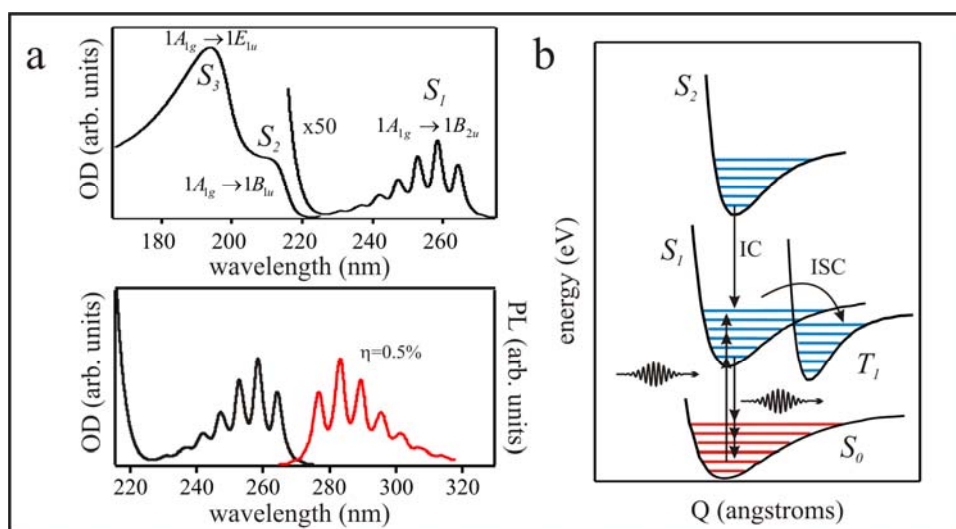 a
1A1g→1E1u
S3
S2
1A1g→1B1u
x50
S1
1A1g→1B2u
OD (arb. units)
180 200 220 240 260
wavelength (nm)
OD (arb. units)
η=0.5%
PL (arb. units)
220 240 260 280 300 320
wavelength (nm)
b
S2
IC
S1
ISC
T1
S0
energy (eV)
Q (angstroms)